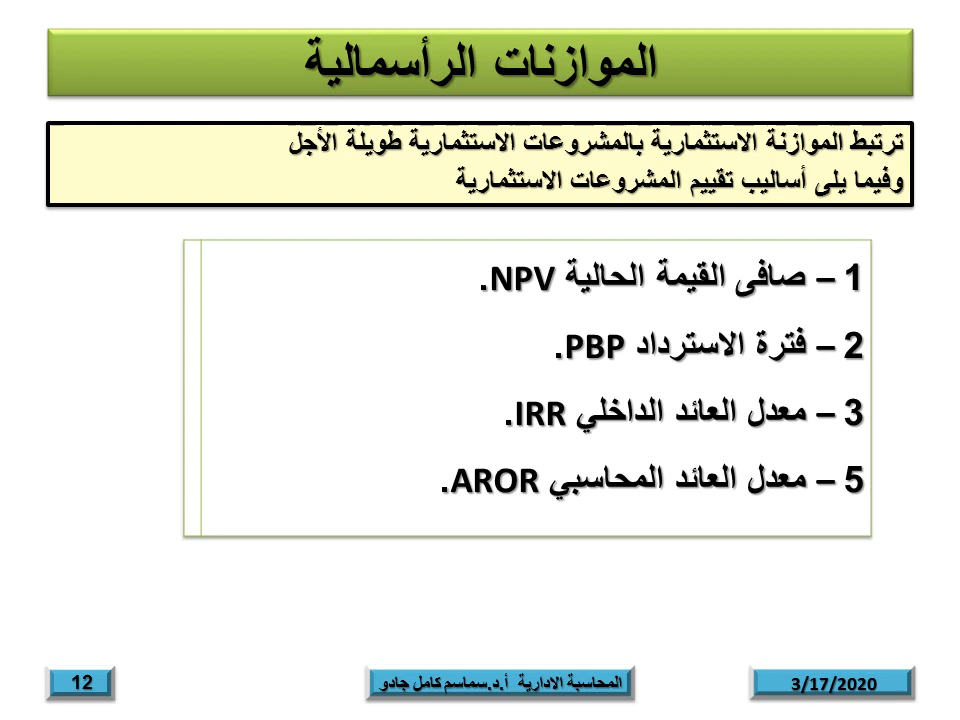 الموازنات الرأسمالية
ترتبط الموازنة الاستثمارية بالمشروعات الاستثمارية طويلة الأجل
وفيما يلى أساليب تقييم المشروعات الاستثمارية
1 – صافى القيمة الحالية NPV.
2 – فترة الاسترداد PBP.
3 – معدل العائد الداخلي IRR.
5 – معدل العائد المحاسبي AROR.
3/17/2020
المحاسبة الادارية أ.د.سماسم كامل جادو
12